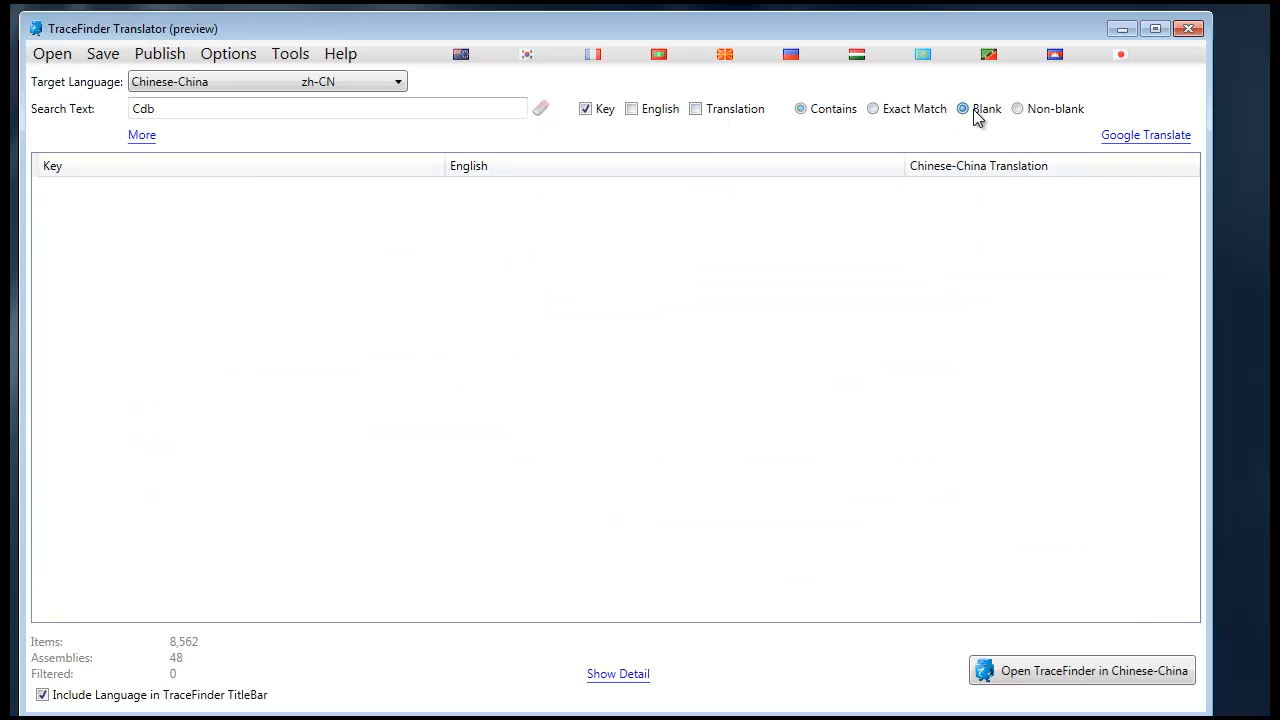 TraceFinder Translator (preview)
Open Save Publish Options Tools Help
Target Language: Chinese-China zh-CN
Search Text: Cdb Key English Translation Contains Exact Match Blank Non-blank
More Google Translate
Key English Chinese-China Translation
Items: 8,562
Assemblies: 48
Filtered: 0
Show Detail
Open TraceFinder in Chinese-China
Include Language in TraceFinder TitleBar